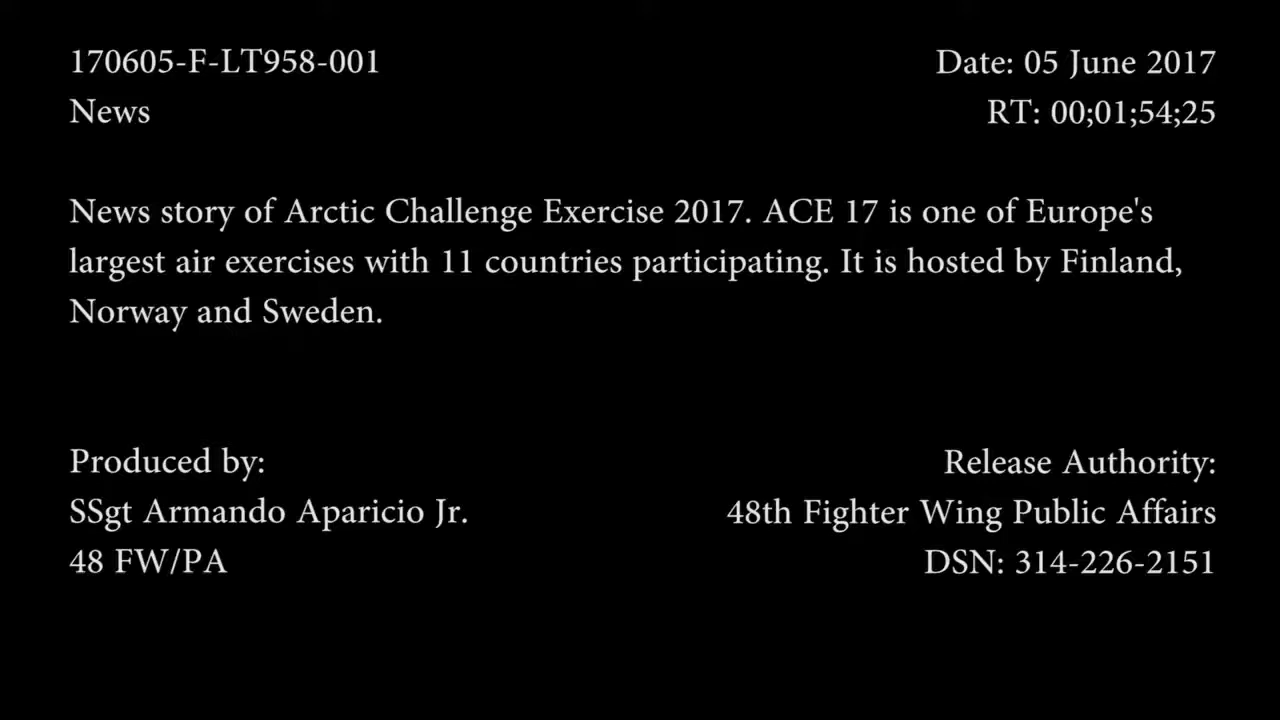 170605-F-LT958-001
Date: 05 June 2017
News
RT: 00;01;54;25
News story of Arctic Challenge Exercise 2017. ACE 17 is one of Europe's
largest air exercises with 11 countries participating. It is hosted by Finland,
Norway and Sweden.
Produced by:
Release Authority:
SSgt Armando Aparicio Jr.
48th Fighter Wing Public Affairs
48 FW/PA
DSN: 314-226-2151